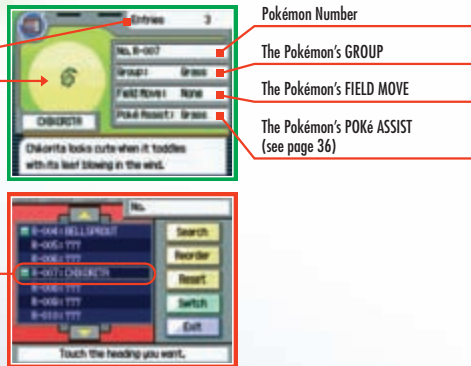 Entries 3
No. R-007
Group: Grass
Field Move: None
Poké Assist: Grass
CHIKORITA
Chikorita looks cute when it toddles
with its leaf blowing in the wind.
Pokémon Number
The Pokémon's GROUP
The Pokémon's FIELD MOVE
The Pokémon's POKé ASSIST
(see page 36)
No.
R-004: BELLSPROUT
R-005: ???
R-006: ???
R-007: CHIKORITA
R-008: ???
R-009: ???
R-010: ???
Search
Reorder
Reset
Switch
Exit
Touch the heading you want.